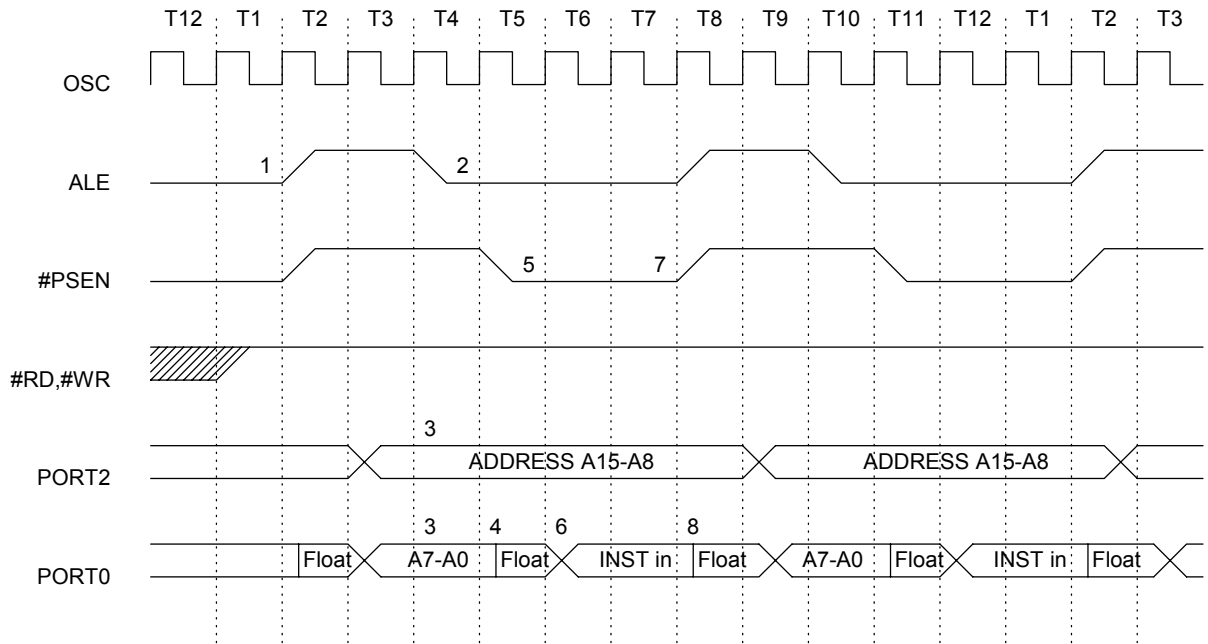 T12 T1 T2 T3 T4 T5 T6 T7 T8 T9 T10 T11 T12 T1 T2 T3
OSC
1 2
ALE
5 7
#PSEN
#RD,#WR
3
ADDRESS A15-A8 ADDRESS A15-A8
PORT2
3 4 6 8
Float A7-A0 Float INST in Float A7-A0 Float INST in Float
PORT0